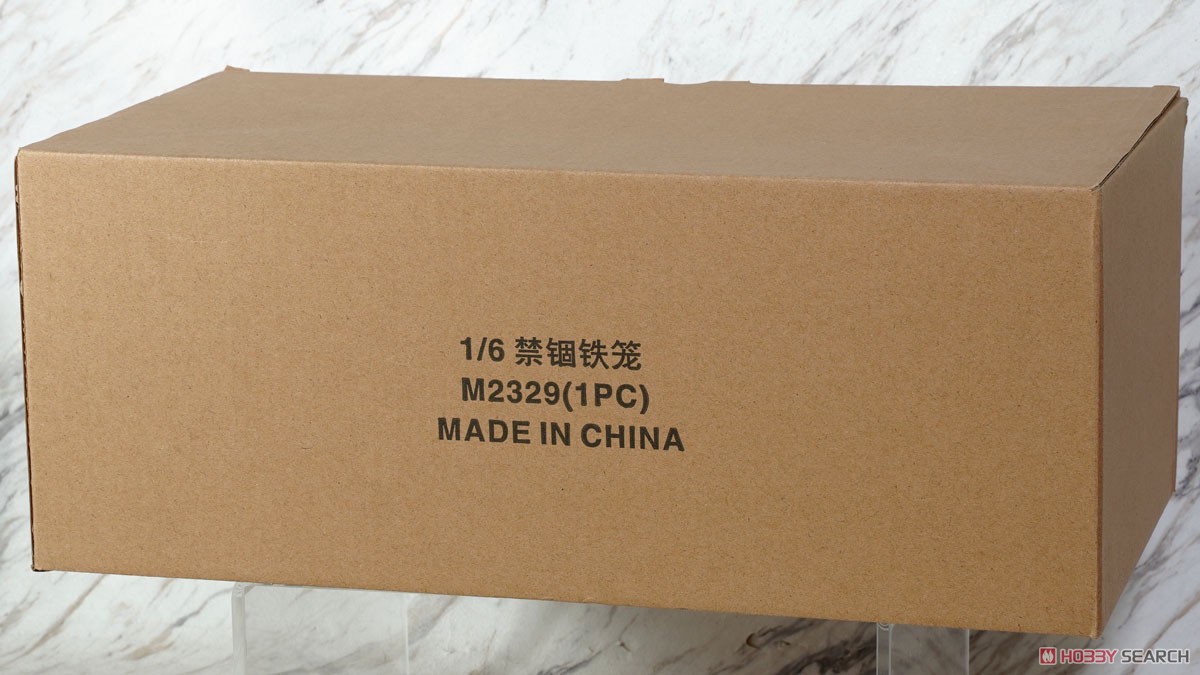 1/6 禁锢铁笼
M2329(1PC)
MADE IN CHINA
HOBBY SEARCH